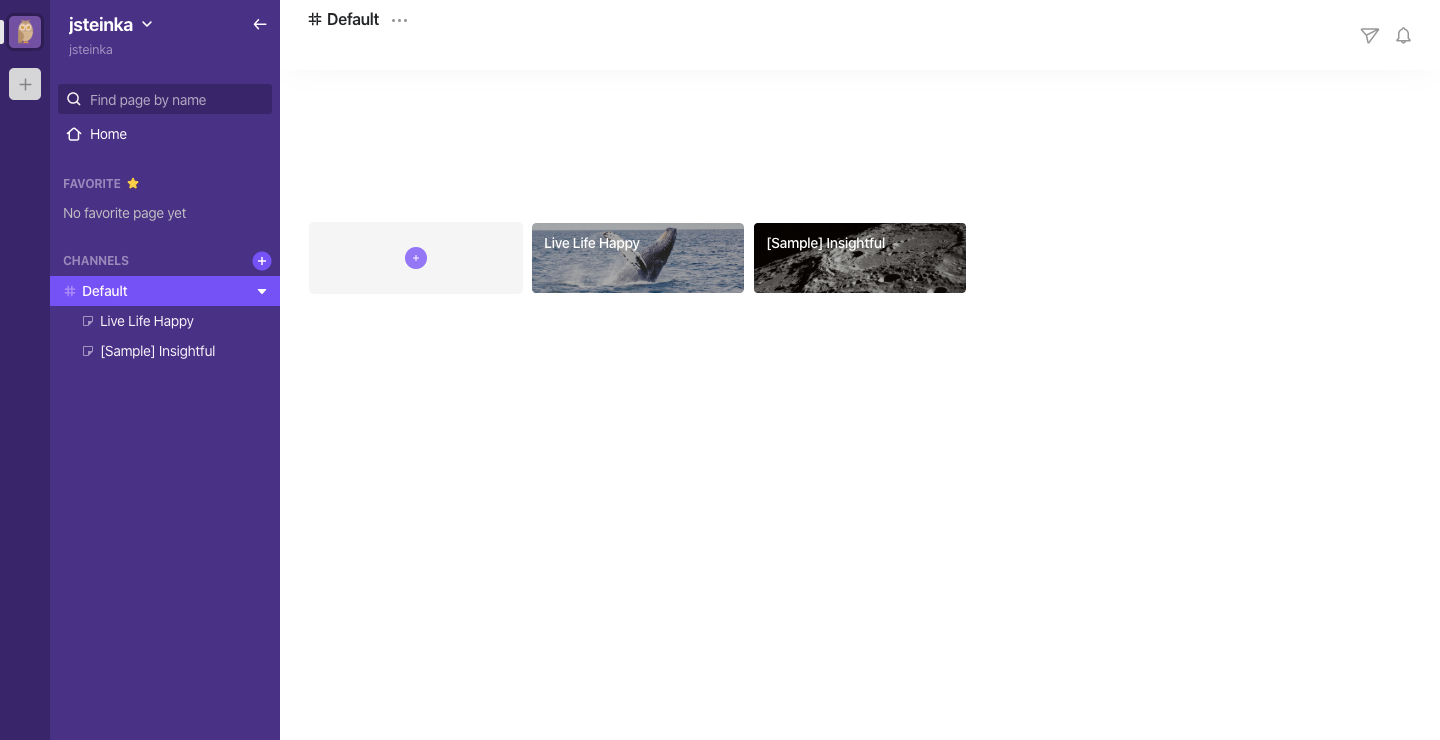 jsteinka
jsteinka
Find page by name
Home
FAVORITE
No favorite page yet
CHANNELS
# Default
Live Life Happy
[Sample] Insightful
# Default ...
Live Life Happy
[Sample] Insightful